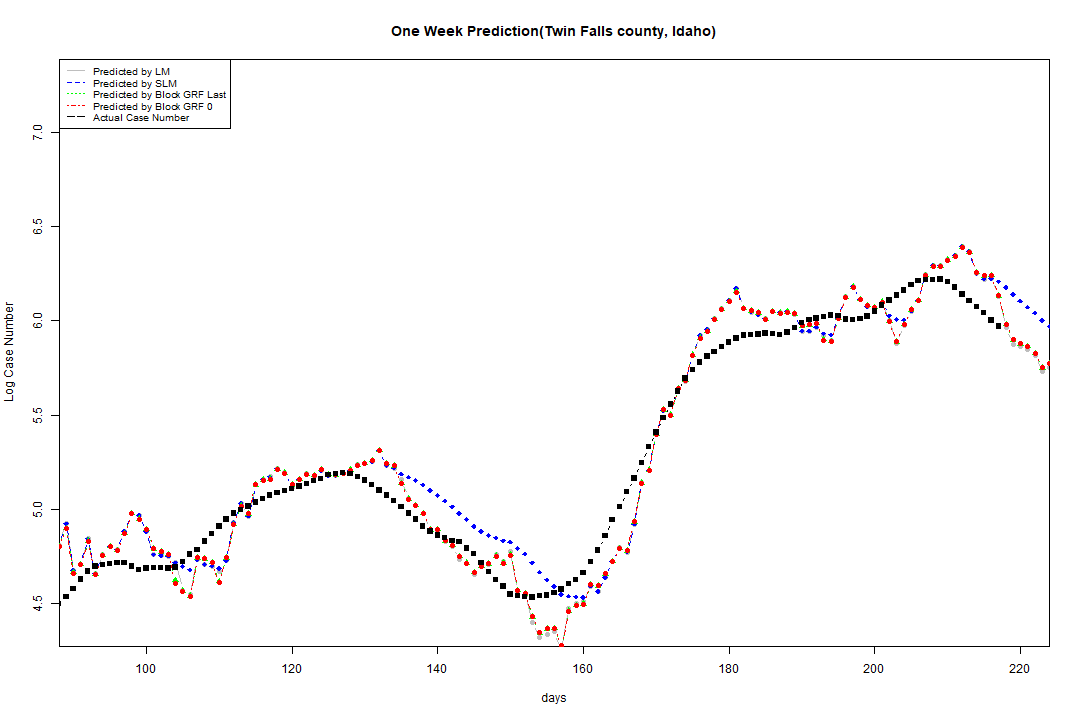 One Week Prediction(Twin Falls county, Idaho)
Predicted by LM
Predicted by SLM
Predicted by Block GRF Last
Predicted by Block GRF 0
Actual Case Number
Log Case Number
7.0
6.5
6.0
5.5
5.0
4.5
100 120 140 160 180 200 220
days